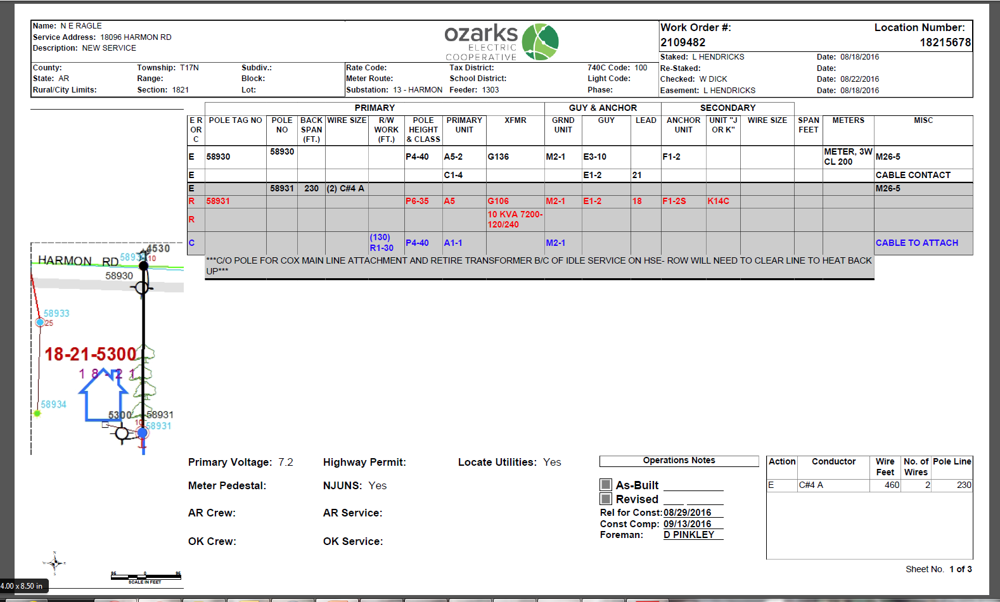 Name: N E RAGLE
Service Address: 18096 HARMON RD
Description: NEW SERVICE
ozarks
ELECTRIC
COOPERATIVE
Work Order #: Location Number:
2109482 18215678
Staked: L HENDRICKS Date: 08/18/2016
Re-Staked: Date:
Checked: W DICK Date: 08/22/2016
Easement: L HENDRICKS Date: 08/18/2016
County: Township: T17N Subdiv.: Rate Code: Tax District: 740C Code: 100
State: AR Range: Block: Meter Route: School District: Light Code:
Rural/City Limits: Section: 1821 Lot: Substation: 13 - HARMON Feeder: 1303 Phase:
PRIMARY GUY & ANCHOR SECONDARY
E R POLE TAG NO POLE BACK WIRE SIZE R/W POLE PRIMARY XFMR GRND GUY LEAD ANCHOR UNIT "J WIRE SIZE SPAN METERS MISC
OR NO SPAN WORK HEIGHT UNIT UNIT UNIT OR K" FEET
C (FT.) (FT.) & CLASS
E 58930 58930 P4-40 A5-2 G136 M2-1 E3-10 F1-2 METER, 3W M26-5
CL 200
E C1-4 E1-2 21 CABLE CONTACT
E 58931 230 (2) C#4 A M26-5
R 58931 P6-35 A5 G106 M2-1 E1-2 18 F1-2S K14C
R 10 KVA 7200-
120/240
C (130) P4-40 A1-1 M2-1 CABLE TO ATTACH
R1-30
***C/O POLE FOR COX MAIN LINE ATTACHMENT AND RETIRE TRANSFORMER B/C OF IDLE SERVICE ON HSE- ROW WILL NEED TO CLEAR LINE TO HEAT BACK
UP***
4530
HARMON RD 10
58930
58933
25
18-21-5300
18-21
58934
5300 58931
10 58931
N
W E
S
95 0 95
SCALE IN FEET
Primary Voltage: 7.2 Highway Permit: Locate Utilities: Yes
Meter Pedestal: NJUNS: Yes
AR Crew: AR Service:
OK Crew: OK Service:
Operations Notes
As-Built
Revised
Rel for Const: 08/29/2016
Const Comp: 09/13/2016
Foreman: D PINKLEY
Action Conductor Wire No. of Pole Line
Feet Wires
E C#4 A 460 2 230
Sheet No. 1 of 3
4.00 x 8.50 in